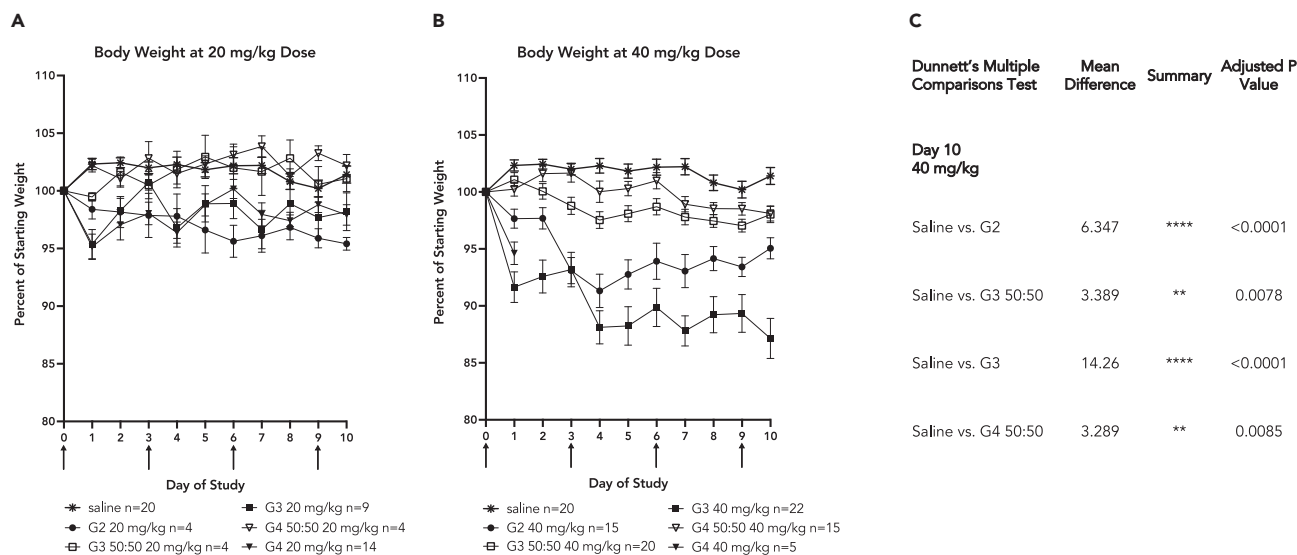 A
Body Weight at 20 mg/kg Dose
Percent of Starting Weight
110
105
100
95
90
85
80
0 1 2 3 4 5 6 7 8 9 10
Day of Study
saline n=20
G2 20 mg/kg n=4
G3 50:50 20 mg/kg n=4
G3 20 mg/kg n=9
G4 50:50 20 mg/kg n=4
G4 20 mg/kg n=14
B
Body Weight at 40 mg/kg Dose
Percent of Starting Weight
110
105
100
95
90
85
80
0 1 2 3 4 5 6 7 8 9 10
Day of Study
saline n=20
G2 40 mg/kg n=15
G3 50:50 40 mg/kg n=20
G3 40 mg/kg n=22
G4 50:50 40 mg/kg n=15
G4 40 mg/kg n=5
C
Dunnett's Multiple
Comparisons Test
Mean
Difference
Summary
Adjusted P
Value
Day 10
40 mg/kg
Saline vs. G2 6.347 **** <0.0001
Saline vs. G3 50:50 3.389 ** 0.0078
Saline vs. G3 14.26 **** <0.0001
Saline vs. G4 50:50 3.289 ** 0.0085